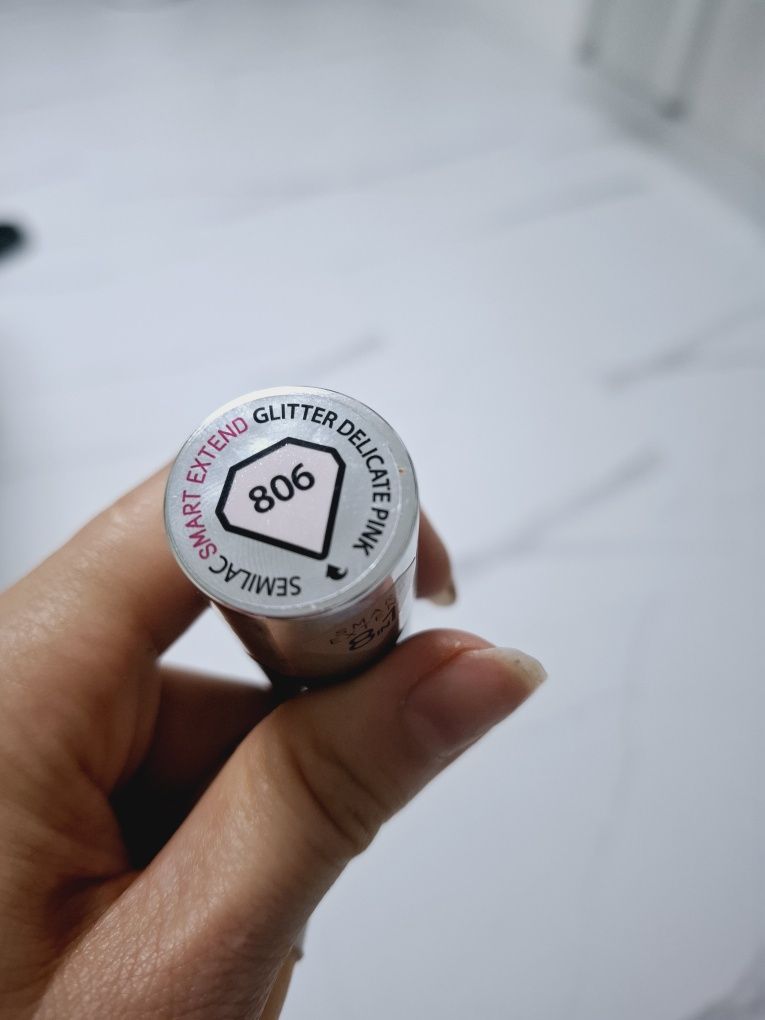 SEMILAC SMART EXTEND GLITTER DELICATE PINK
806